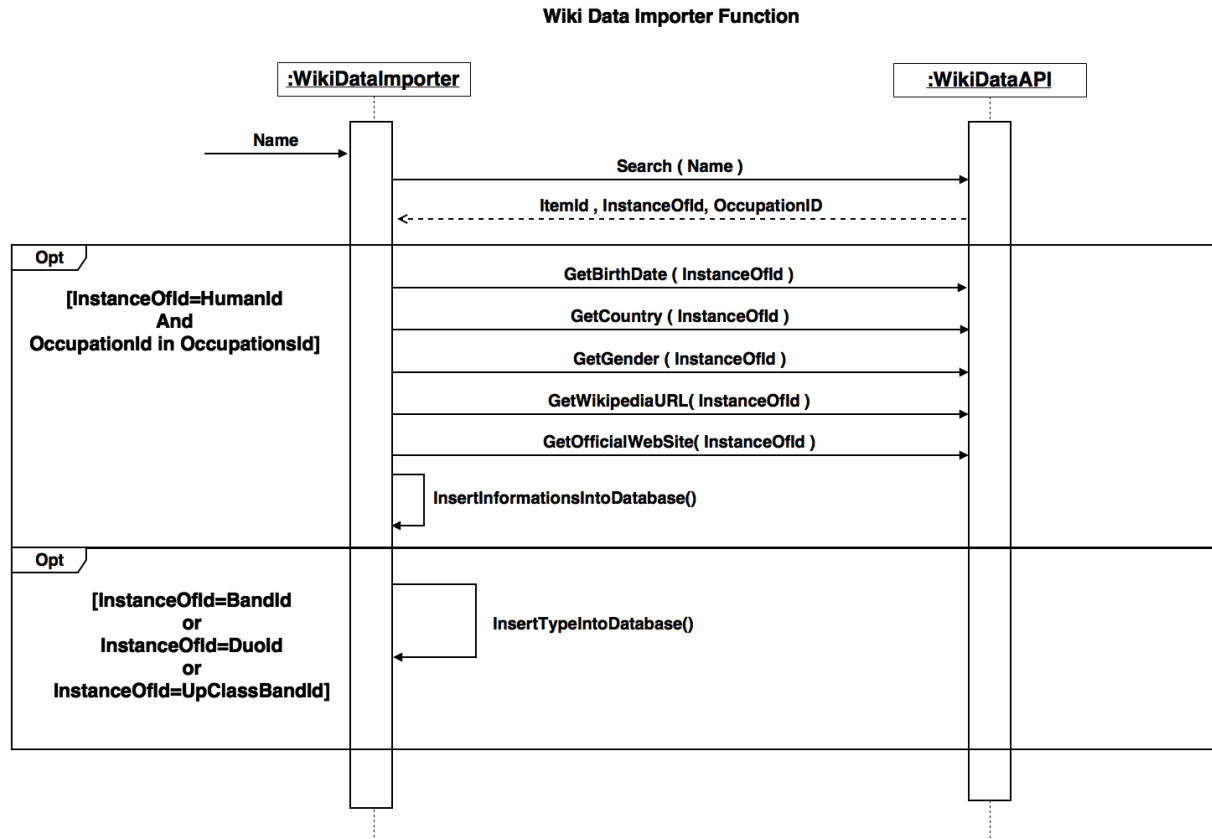 Wiki Data Importer Function
:WikiDataImporter
:WikiDataAPI
Name
Search ( Name )
ItemId , InstanceOfId, OccupationID
Opt
[InstanceOfId=HumanId
And
OccupationId in OccupationsId]
GetBirthDate ( InstanceOfId )
GetCountry ( InstanceOfId )
GetGender ( InstanceOfId )
GetWikipediaURL( InstanceOfId )
GetOfficialWebSite( InstanceOfId )
InsertInformationsIntoDatabase()
Opt
[InstanceOfId=BandId
or
InstanceOfId=DuoId
or
InstanceOfId=UpClassBandId]
InsertTypeIntoDatabase()